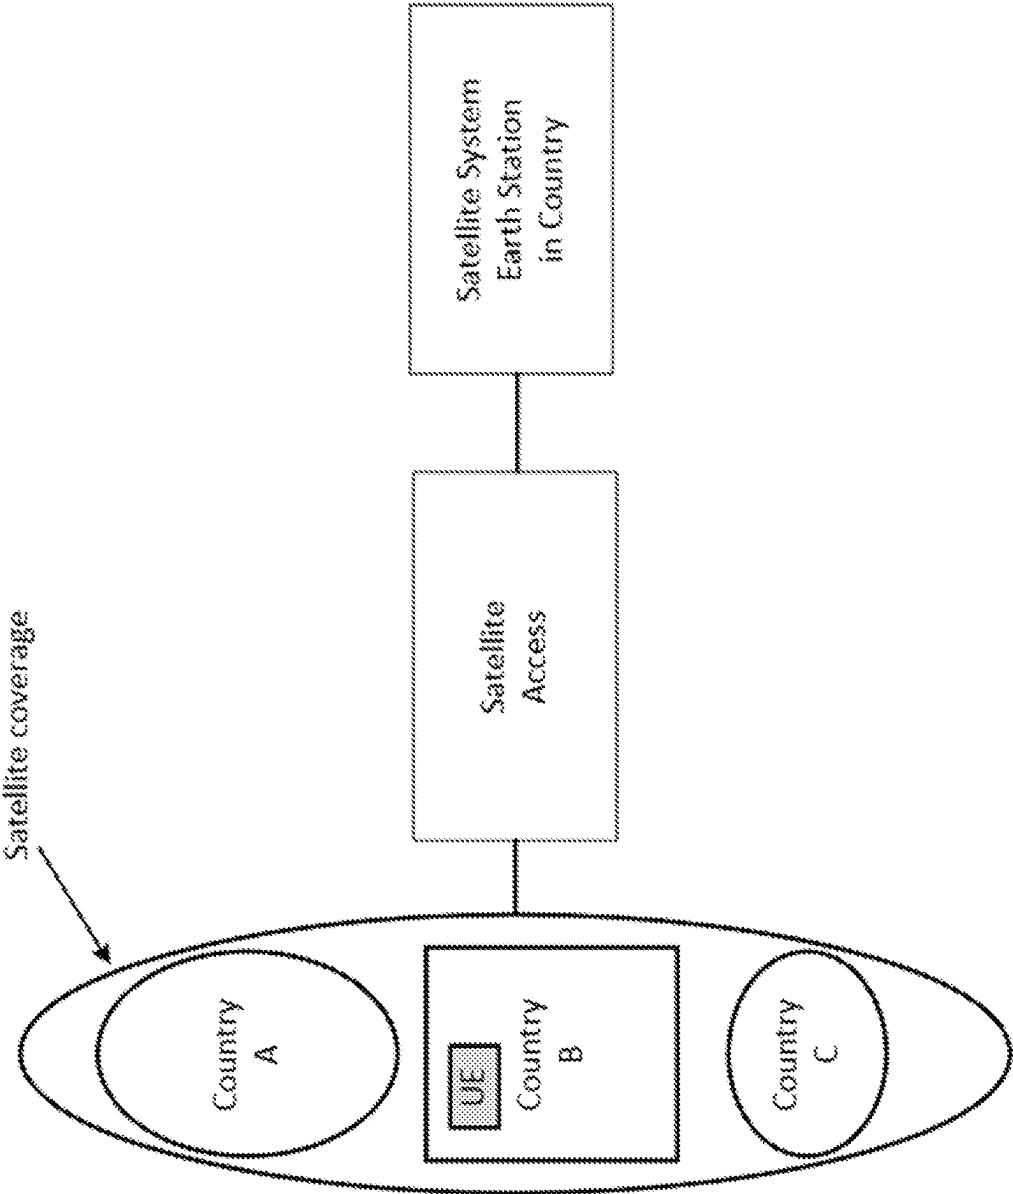 Satellite coverage
Country
A
UE
Country
B
Country
C
Satellite
Access
Satellite System
Earth Station
in Country